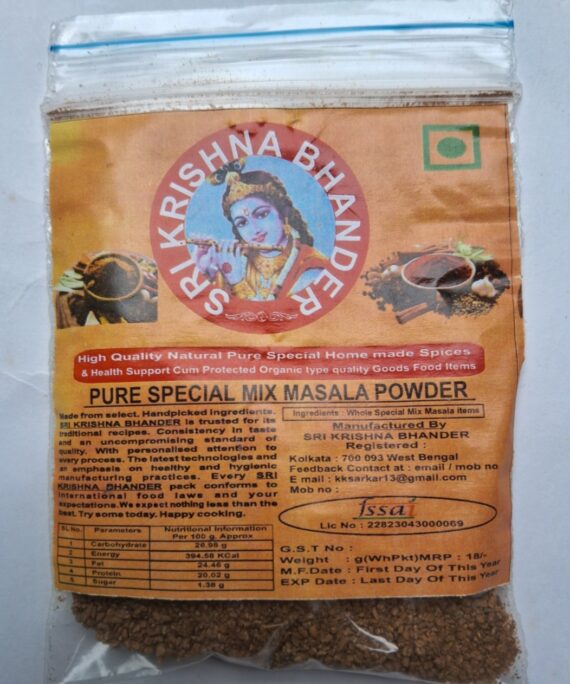 SRI KRISHNA BHANDER
High Quality Natural Pure Special Home made Spices
& Health Support Cum Protected Organic type quality Goods Food Items
PURE SPECIAL MIX MASALA POWDER
Made from select. Handpicked ingredients.
SRI KRISHNA BHANDER is trusted for its
traditional recipes. Consistency in taste
and an uncompromising standard of
quality. With personalised attention to
every process. The latest technologies and
an emphasis on healthy and hygienic
manufacturing practices. Every SRI
KRISHNA BHANDER pack conforms to
international food laws and your
expectations.We expect nothing less than the
best. Try some today. Happy cooking.
SL.No. Parameters Nutritional Information
Per 100 g. Approx
1 Carbohydrate 20.98 g
2 Energy 394.58 KCal
3 Fat 24.46 g
4 Protein 20.02 g
5 Sugar 1.38 g
Ingredients : Whole Special Mix Masala items
Manufactured By
SRI KRISHNA BHANDER
Registered :
Kolkata : 700 093 West Bengal
Feedback Contact at : email / mob no
E mail : kksarkar13@gmail.com
Mob no :
fssai
Lic No : 22823043000069
G.S.T No :
Weight : g(WhPkt)MRP : 18/-
M.F.Date : First Day Of This Year
EXP Date : Last Day Of This Year